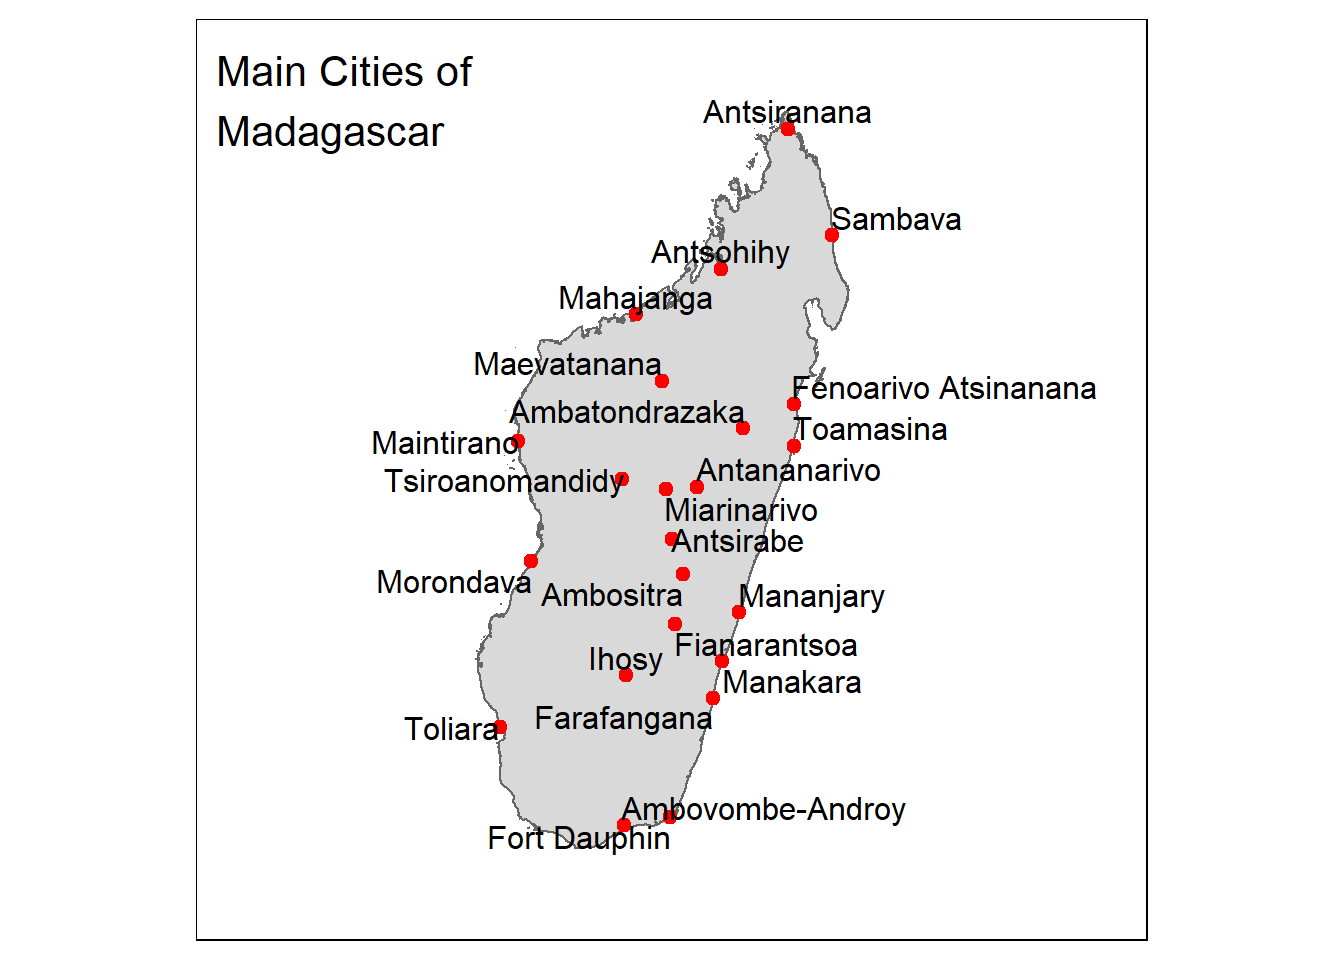 Main Cities of
Madagascar
Antsiranana
Sambava
Antsohihy
Mahajanga
Maevatanana
Fenoarivo Atsinanana
Ambatondrazaka
Toamasina
Maintirano
Antananarivo
Tsiroanomandidy
Miarinarivo
Antsirabe
Morondava
Ambositra
Mananjary
Fianarantsoa
Ihosy
Manakara
Farafangana
Toliara
Ambovombe-Androy
Fort Dauphin